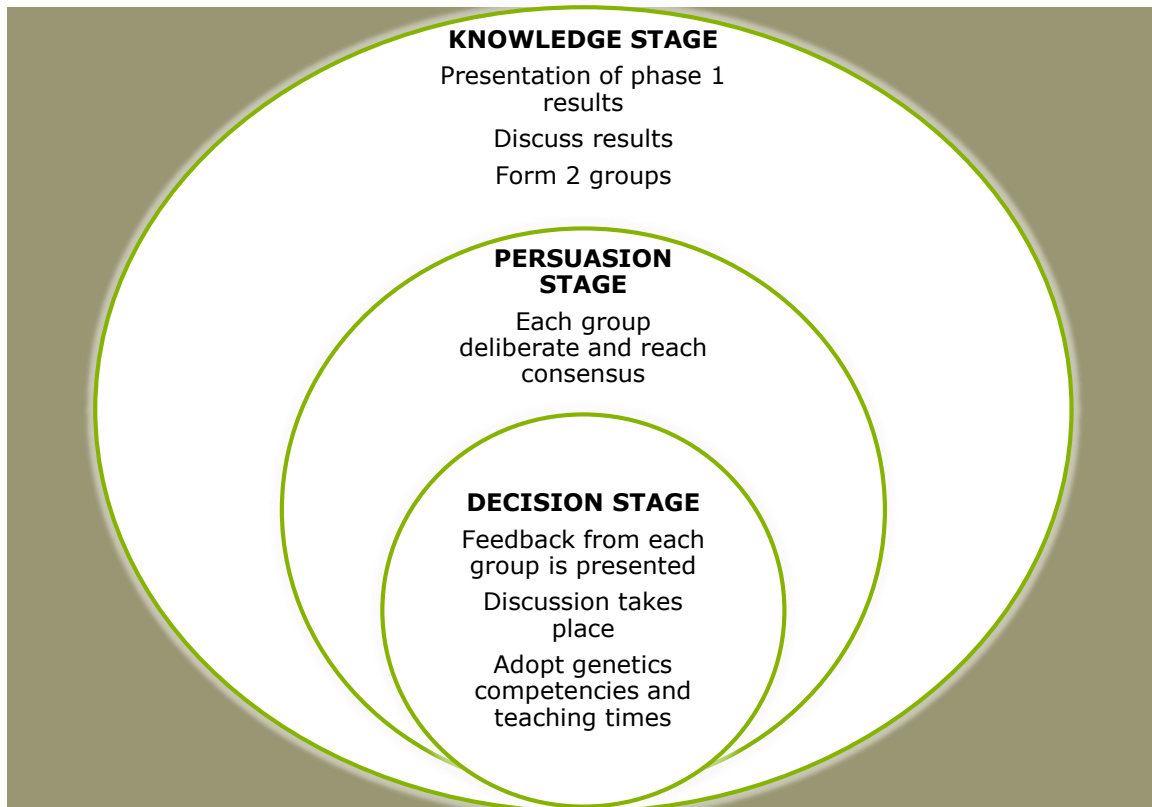 KNOWLEDGE STAGE
Presentation of phase 1
results
Discuss results
Form 2 groups
PERSUASION
STAGE
Each group
deliberate and reach
consensus
DECISION STAGE
Feedback from each
group is presented
Discussion takes
place
Adopt genetics
competencies and
teaching times